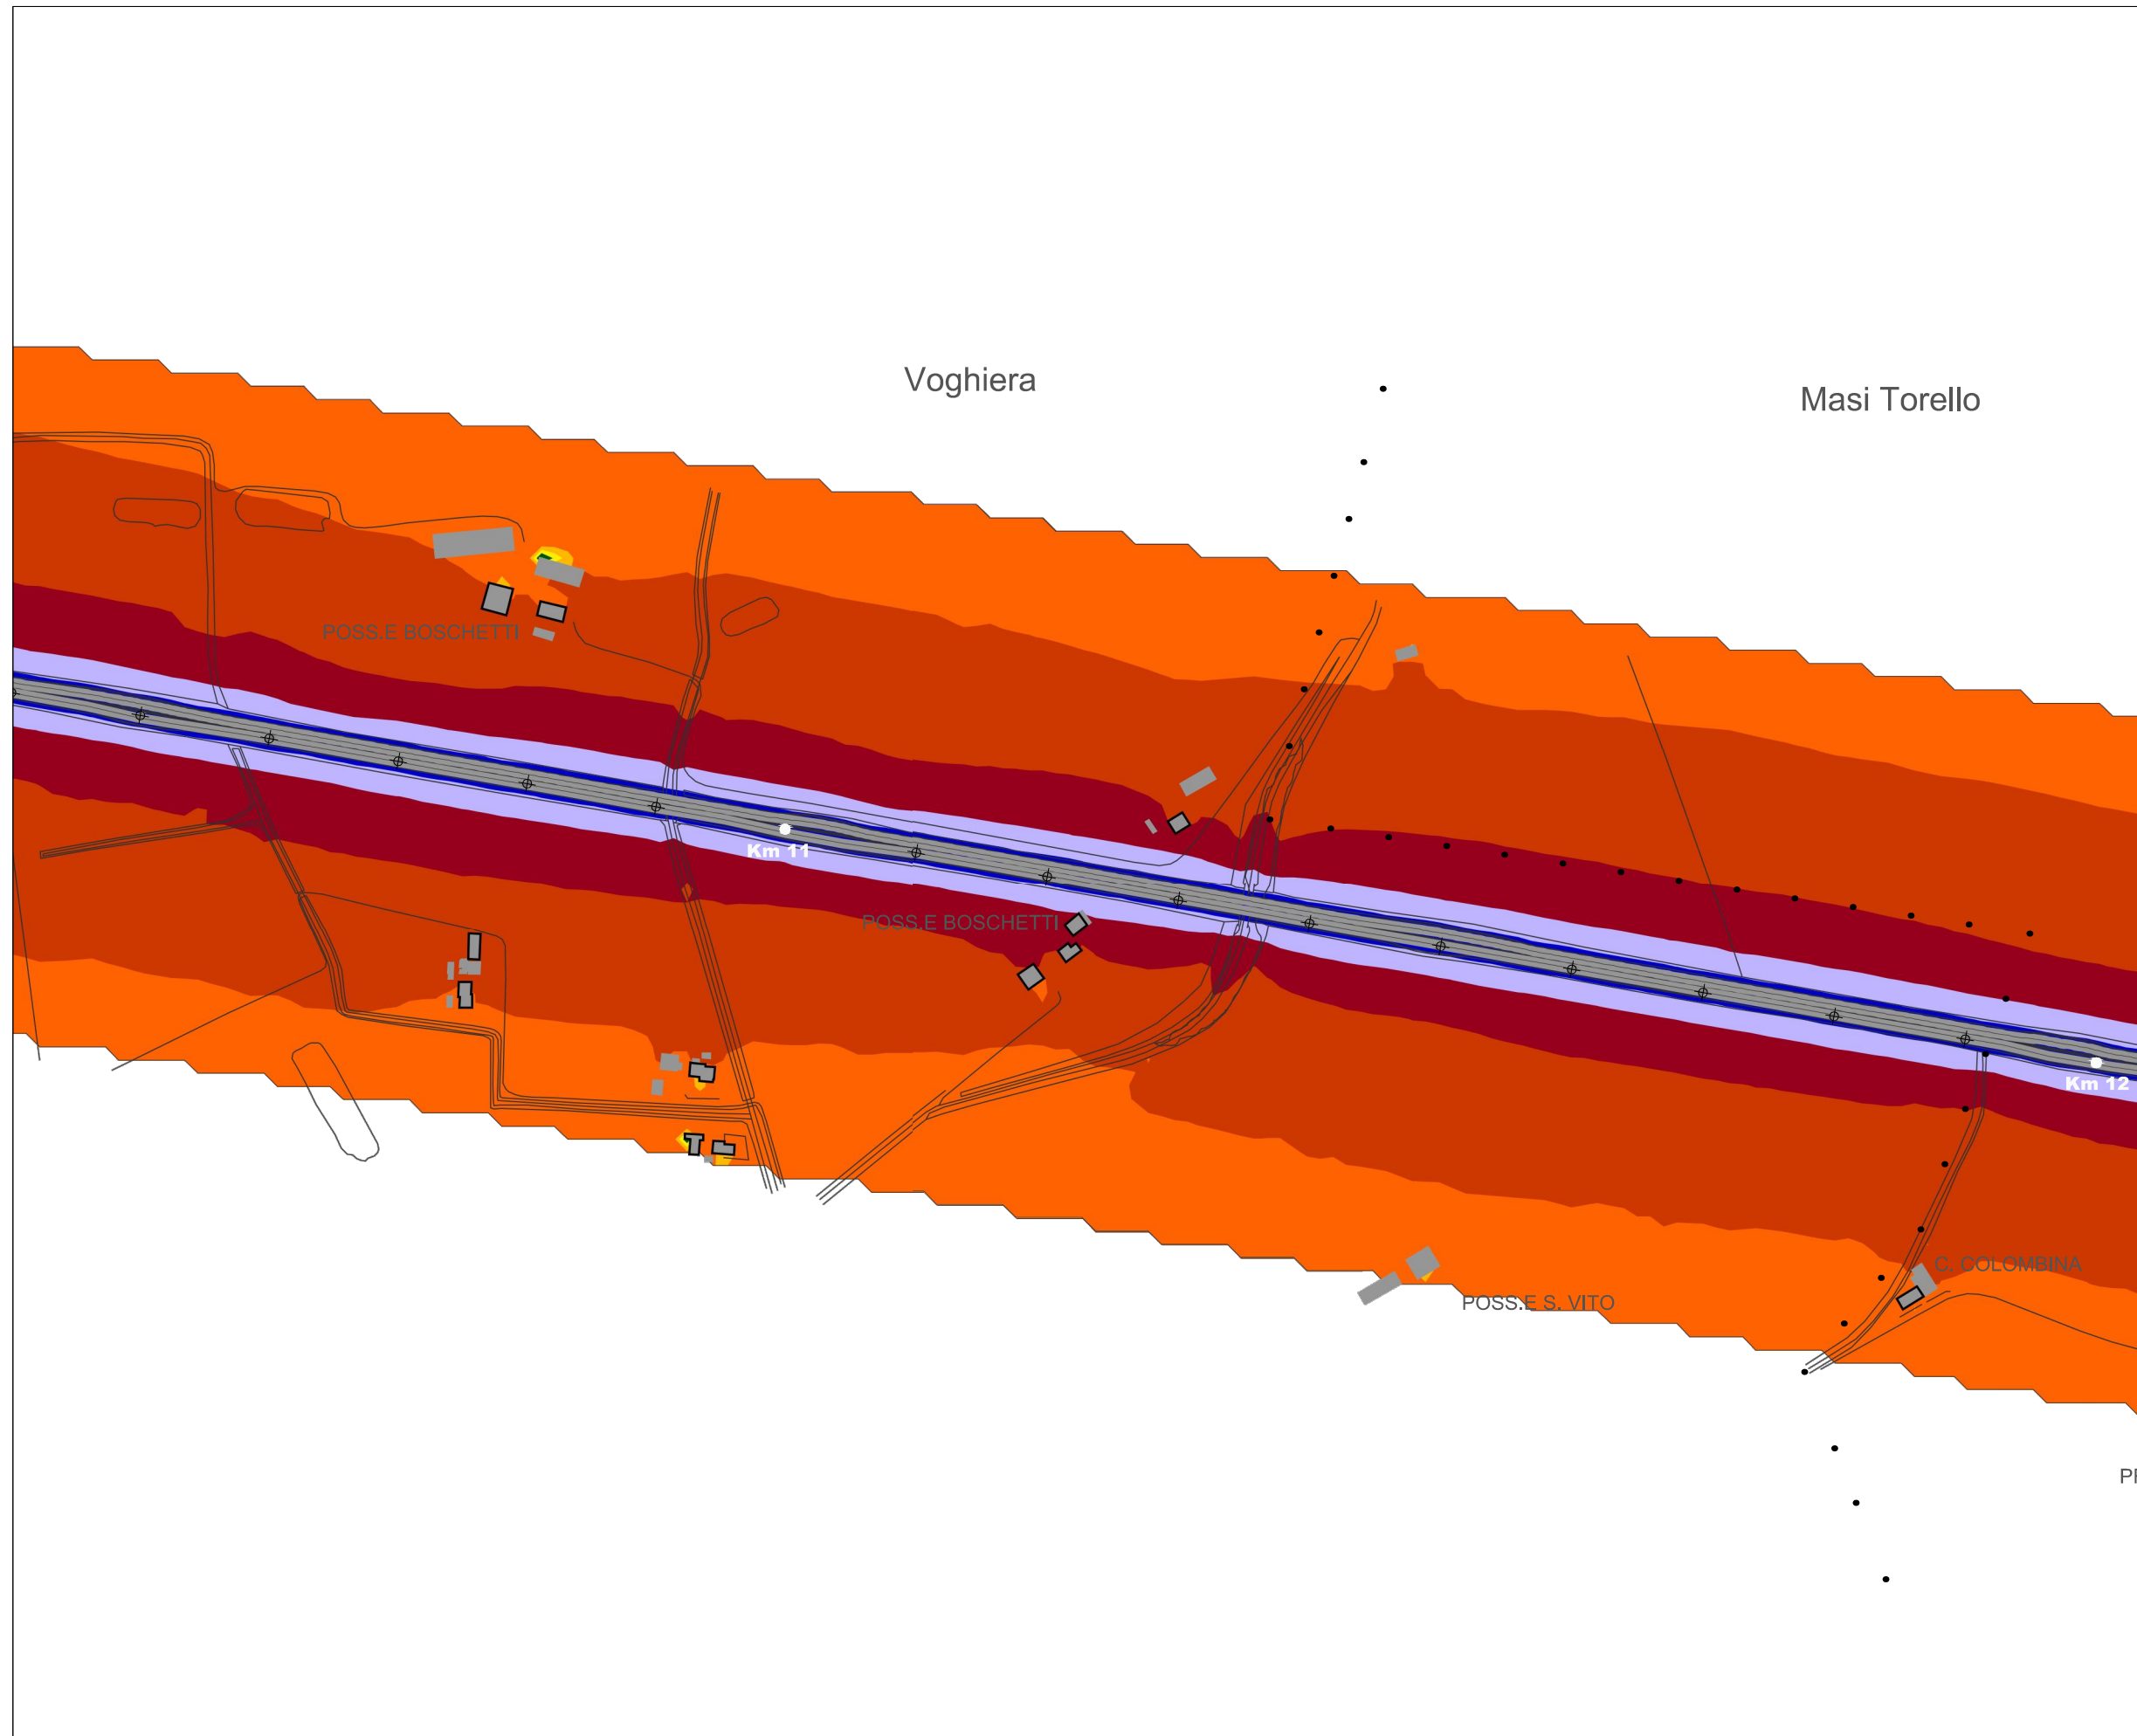 Voghiera
Masi Torello
POSS.E BOSCHETTI
Km 11
POSS.E BOSCHETTI
Km 12
C. COLOMBINA
POSS.E S. VITO